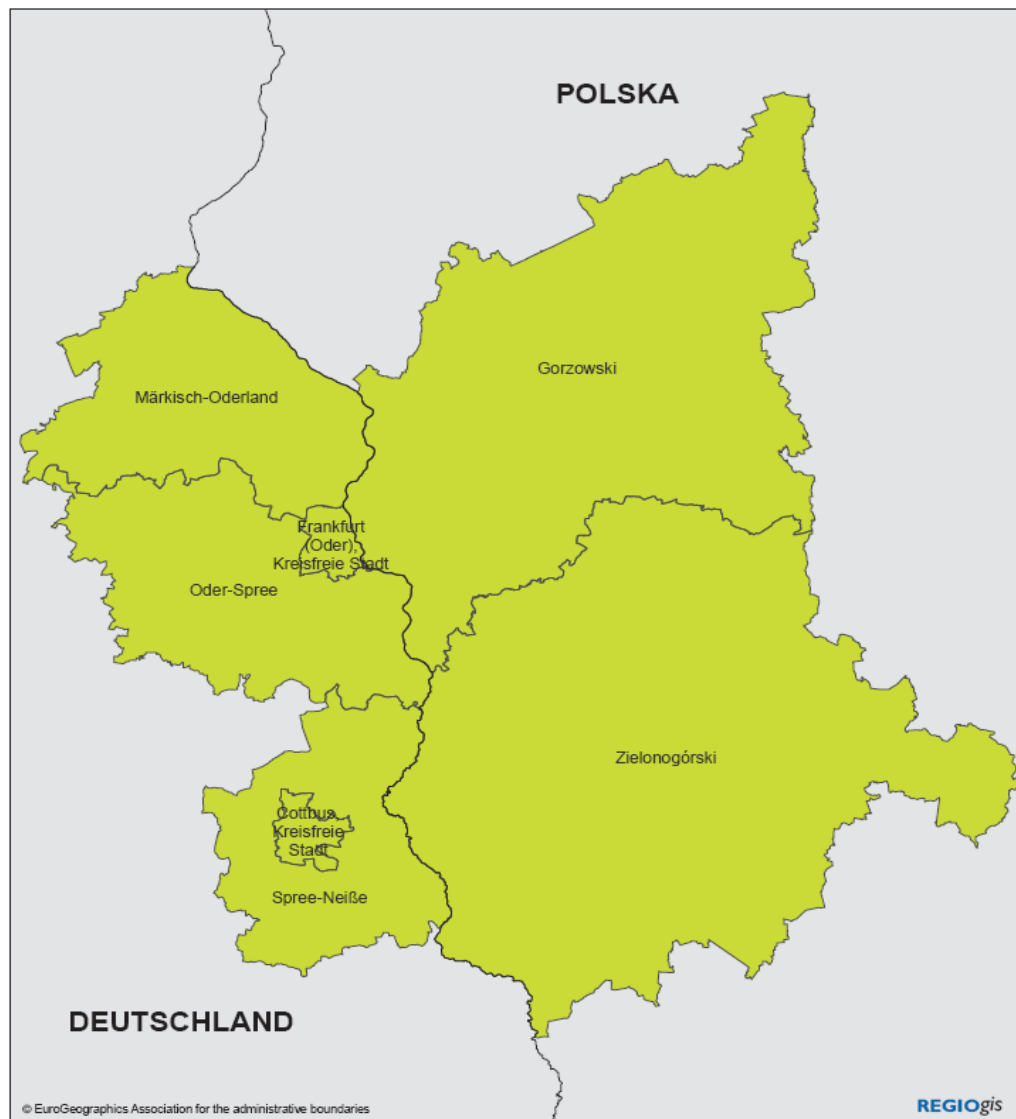 POLSKA
Gorzowski
Märkisch-Oderland
Frankfurt
(Oder),
Kreisfreie Stadt
Oder-Spree
Zielonogórski
Cottbus,
Kreisfreie
Stadt
Spree-Neiße
DEUTSCHLAND
© EuroGeographics Association for the administrative boundaries
REGIOgis